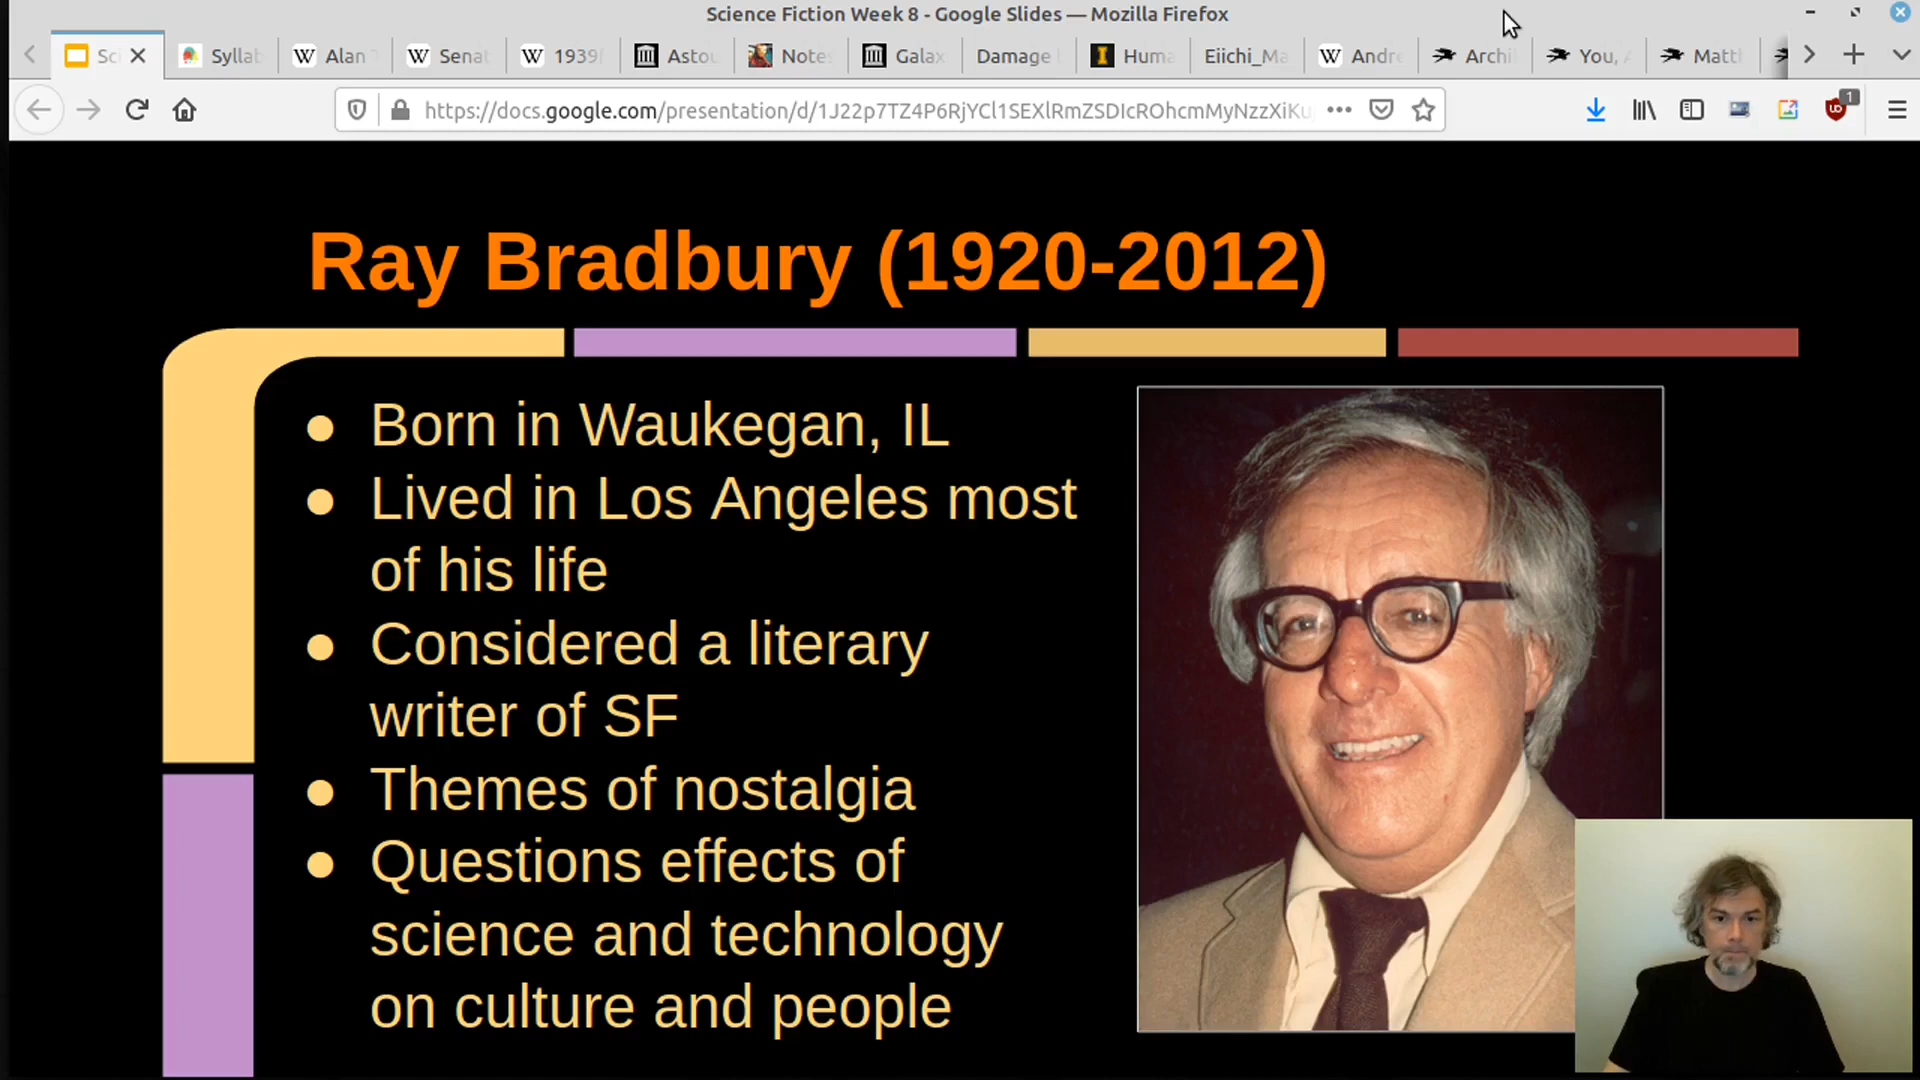 Science Fiction Week 8 - Google Slides — Mozilla Firefox
Sci
Syllab
Alan
Senat
1939
Astou
Notes
Galax
Damage
Huma
Eiichi_Ma
Andre
Archi
You,
Matth
https://docs.google.com/presentation/d/1J22p7TZ4P6RjYCl1SEXlRmZSDIcROhcmMyNzzXiKu
1
Ray Bradbury (1920-2012)
● Born in Waukegan, IL
● Lived in Los Angeles most
of his life
● Considered a literary
writer of SF
● Themes of nostalgia
● Questions effects of
science and technology
on culture and people